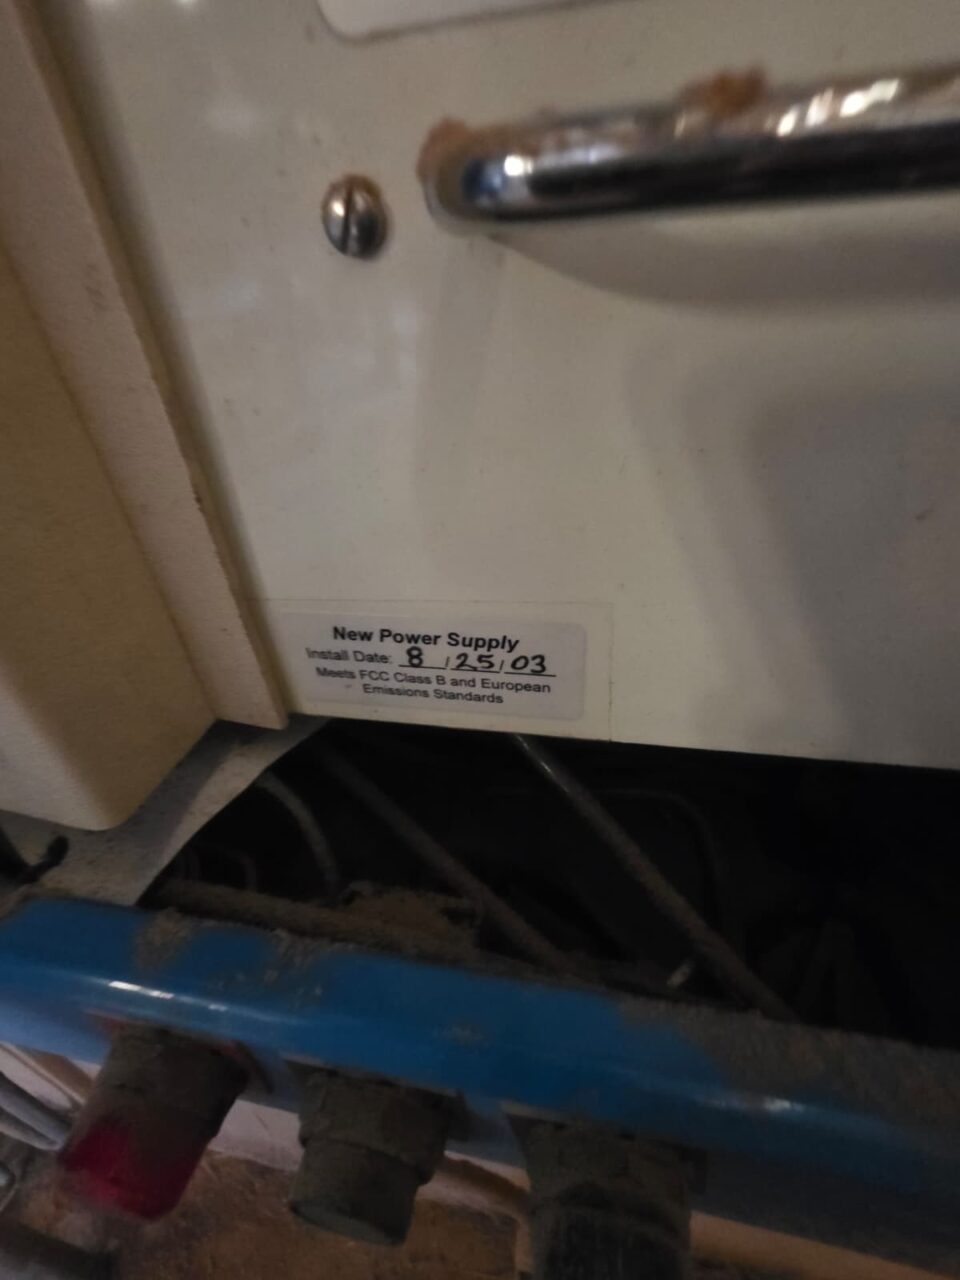 New Power Supply
Install Date: 8 / 25 / 03
Meets FCC Class B and European
Emissions Standards